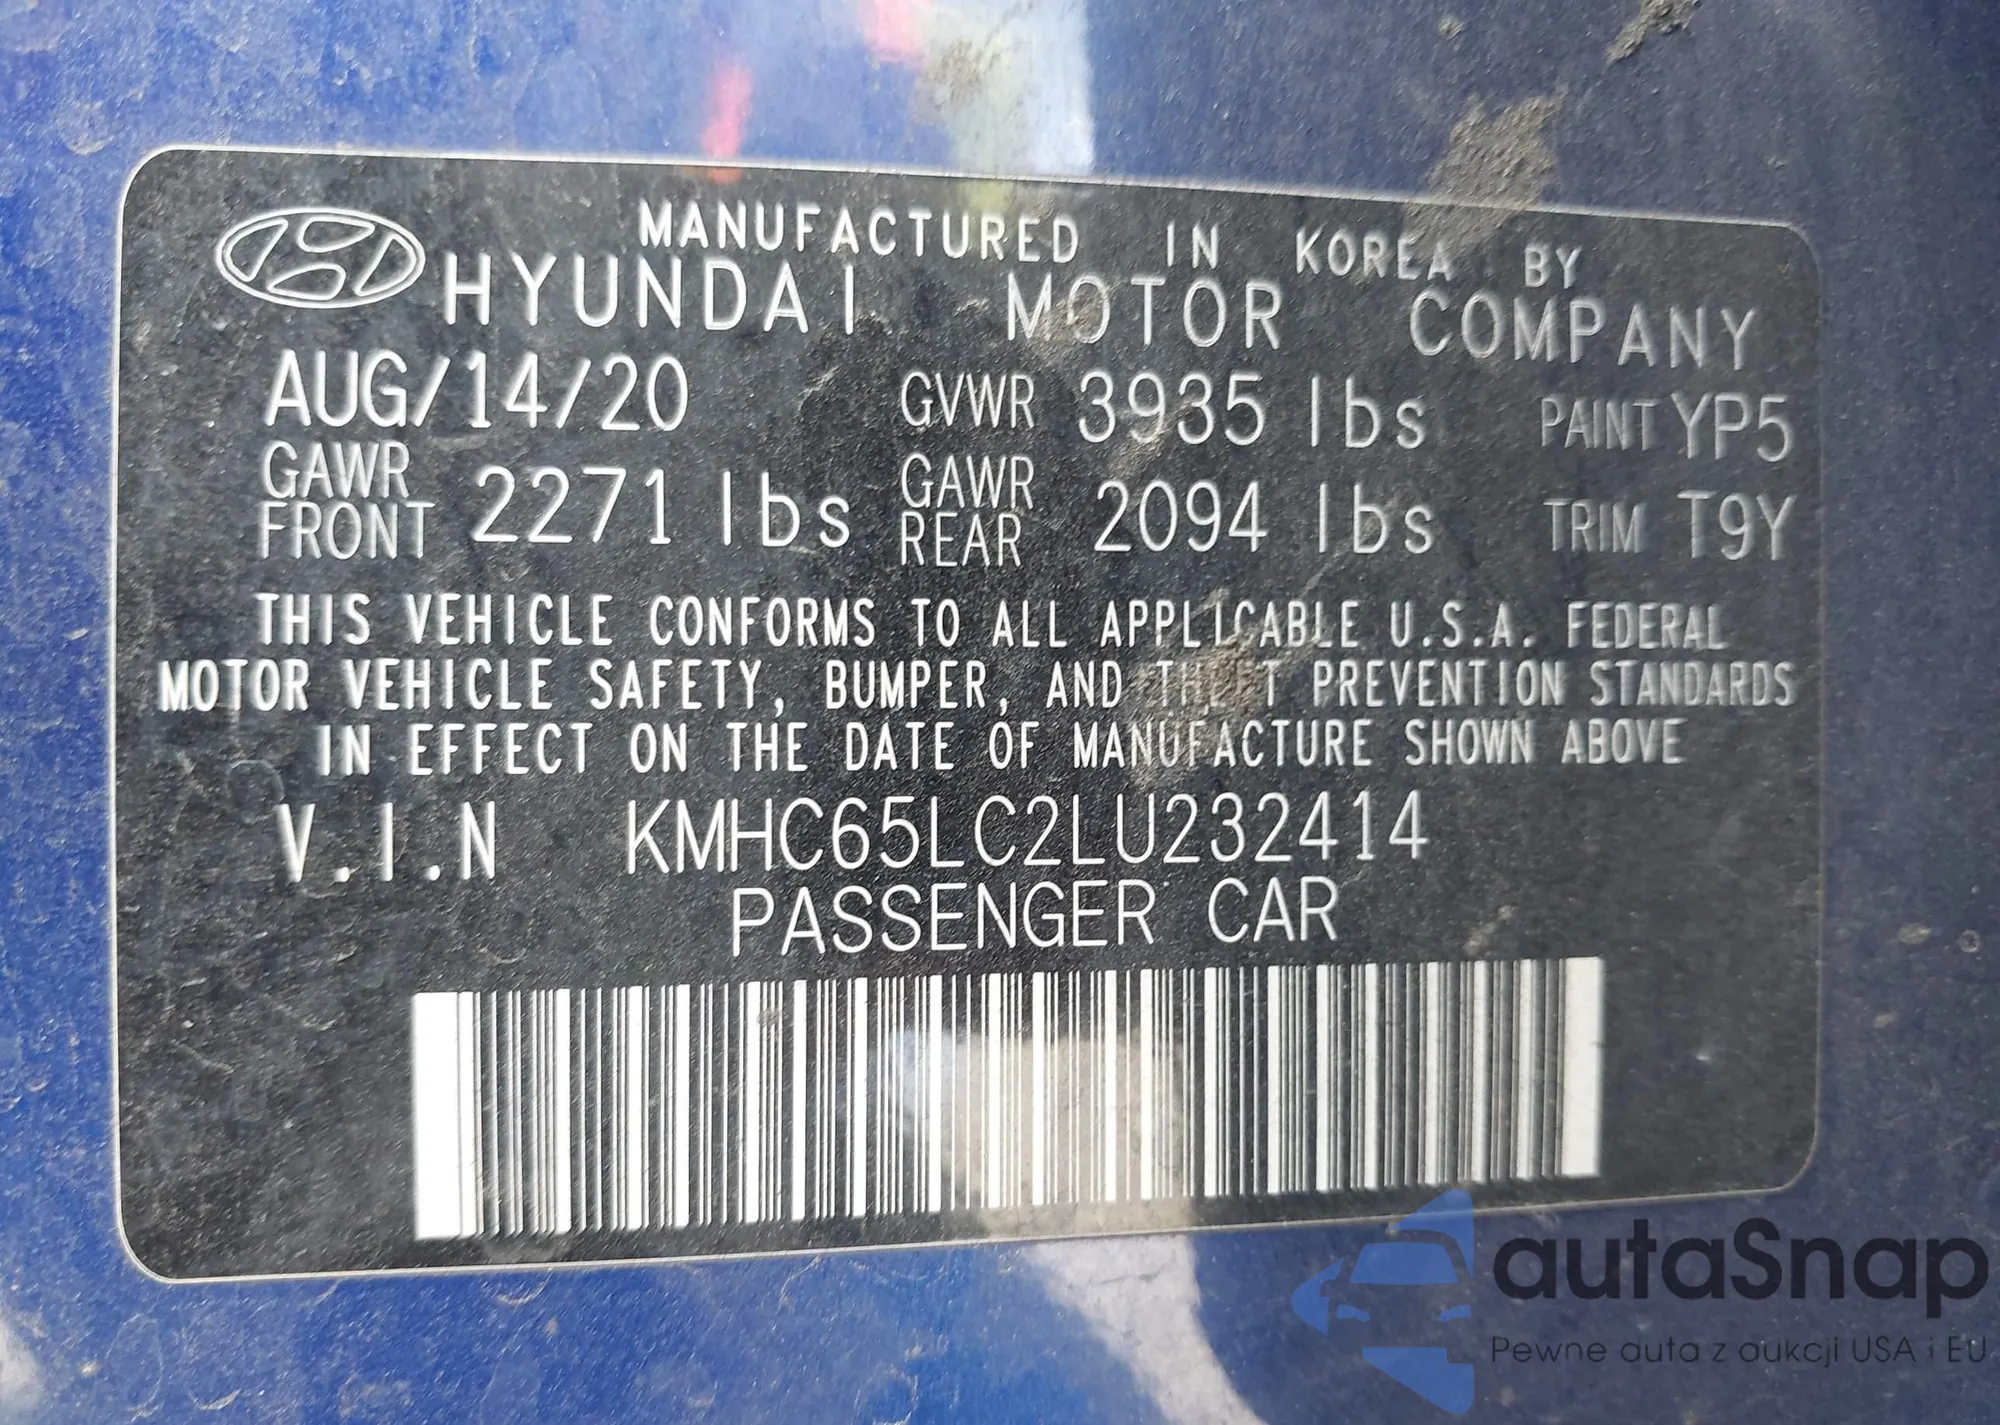 MANUFACTURED IN KOREA BY
HYUNDAI MOTOR COMPANY
AUG/14/20 GVWR 3935 lbs PAINT YP5
GAWR FRONT 2271 lbs GAWR REAR 2094 lbs TRIM T9Y
THIS VEHICLE CONFORMS TO ALL APPLICABLE U.S.A. FEDERAL
MOTOR VEHICLE SAFETY, BUMPER, AND THEFT PREVENTION STANDARDS
IN EFFECT ON THE DATE OF MANUFACTURE SHOWN ABOVE
V.I.N KMHC65LC2LU232414
PASSENGER CAR
autaSnap
Pewne auta z aukcji USA i EU